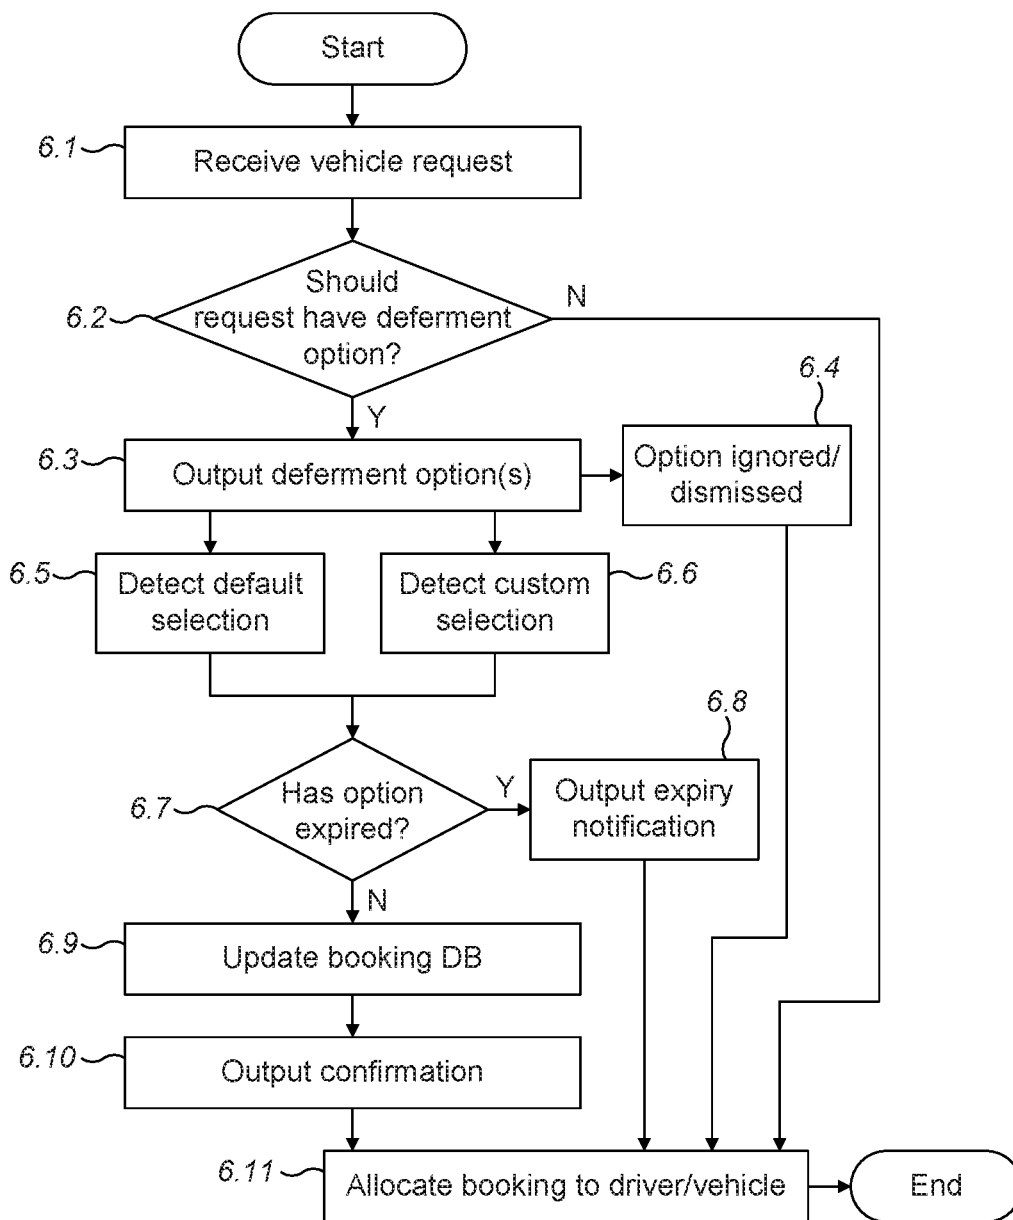 Start
6.1
Receive vehicle request
Should
request have deferment
option?
6.2
N
Y
6.3
Output deferment option(s)
6.4
Option ignored/
dismissed
6.5
Detect default
selection
Detect custom
selection
6.6
6.7
Has option
expired?
Y
6.8
Output expiry
notification
N
6.9
Update booking DB
6.10
Output confirmation
6.11
Allocate booking to driver/vehicle
End